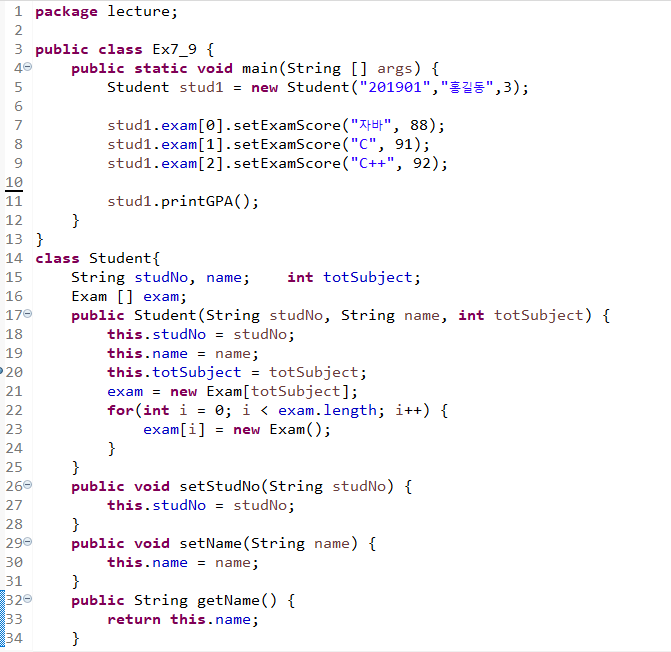 1 package lecture;
2
3 public class Ex7_9 {
4 public static void main(String [] args) {
5 Student stud1 = new Student("201901","홍길동",3);
6
7 stud1.exam[0].setExamScore("자바", 88);
8 stud1.exam[1].setExamScore("C", 91);
9 stud1.exam[2].setExamScore("C++", 92);
10
11 stud1.printGPA();
12 }
13 }
14 class Student{
15 String studNo, name; int totSubject;
16 Exam [] exam;
17 public Student(String studNo, String name, int totSubject) {
18 this.studNo = studNo;
19 this.name = name;
20 this.totSubject = totSubject;
21 exam = new Exam[totSubject];
22 for(int i = 0; i < exam.length; i++) {
23 exam[i] = new Exam();
24 }
25 }
26 public void setStudNo(String studNo) {
27 this.studNo = studNo;
28 }
29 public void setName(String name) {
30 this.name = name;
31 }
32 public String getName() {
33 return this.name;
34 }